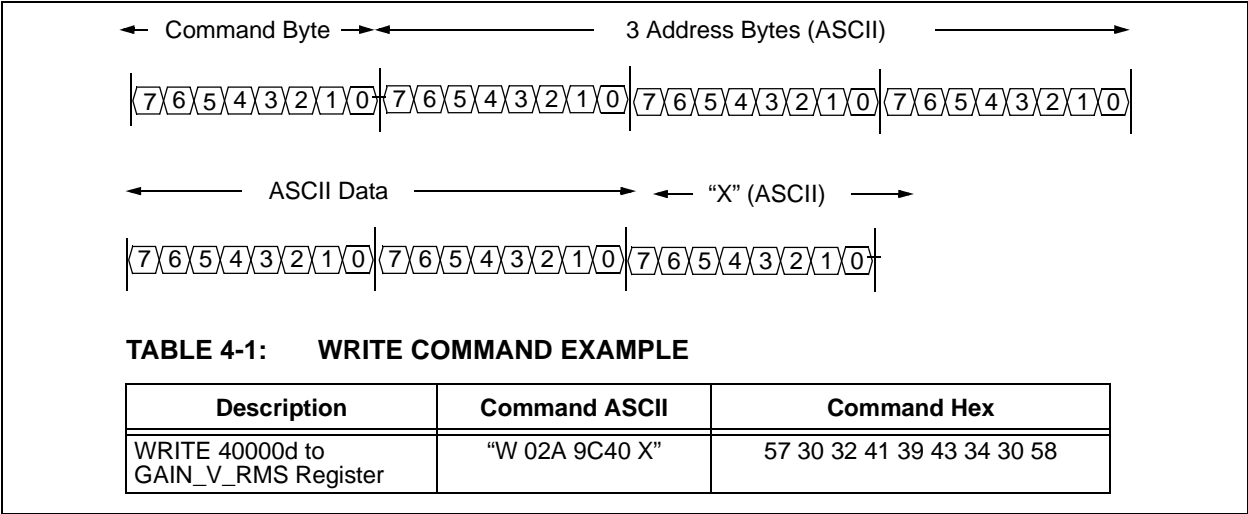 Command Byte 3 Address Bytes (ASCII)
7 6 5 4 3 2 1 0 7 6 5 4 3 2 1 0 7 6 5 4 3 2 1 0 7 6 5 4 3 2 1 0
ASCII Data “X” (ASCII)
7 6 5 4 3 2 1 0 7 6 5 4 3 2 1 0 7 6 5 4 3 2 1 0
TABLE 4-1: WRITE COMMAND EXAMPLE
Description Command ASCII Command Hex
WRITE 40000d to “W 02A 9C40 X” 57 30 32 41 39 43 34 30 58
GAIN_V_RMS Register